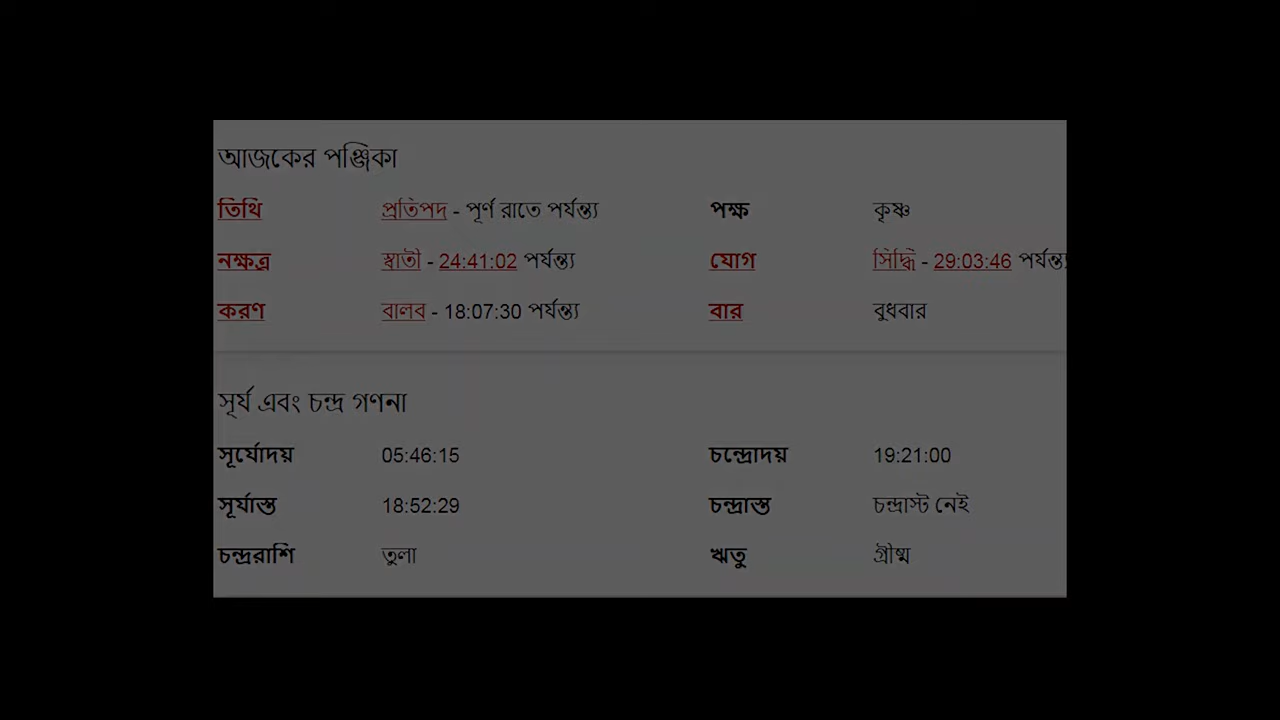 আজকের পঞ্জিকা
তিথি প্রতিপদ - পূর্ণ রাতে পর্যন্ত্য পক্ষ কৃষ্ণ
নক্ষত্র স্বাতী - 24:41:02 পর্যন্ত্য যোগ সিদ্ধি - 29:03:46 পর্যন্ত্য
করণ বালব - 18:07:30 পর্যন্ত্য বার বুধবার
সূর্য এবং চন্দ্র গণনা
সূর্যোদয় 05:46:15 চন্দ্রোদয় 19:21:00
সূর্যাস্ত 18:52:29 চন্দ্রাস্ত চন্দ্রাস্ট নেই
চন্দ্ররাশি তুলা ঋতু গ্রীষ্ম